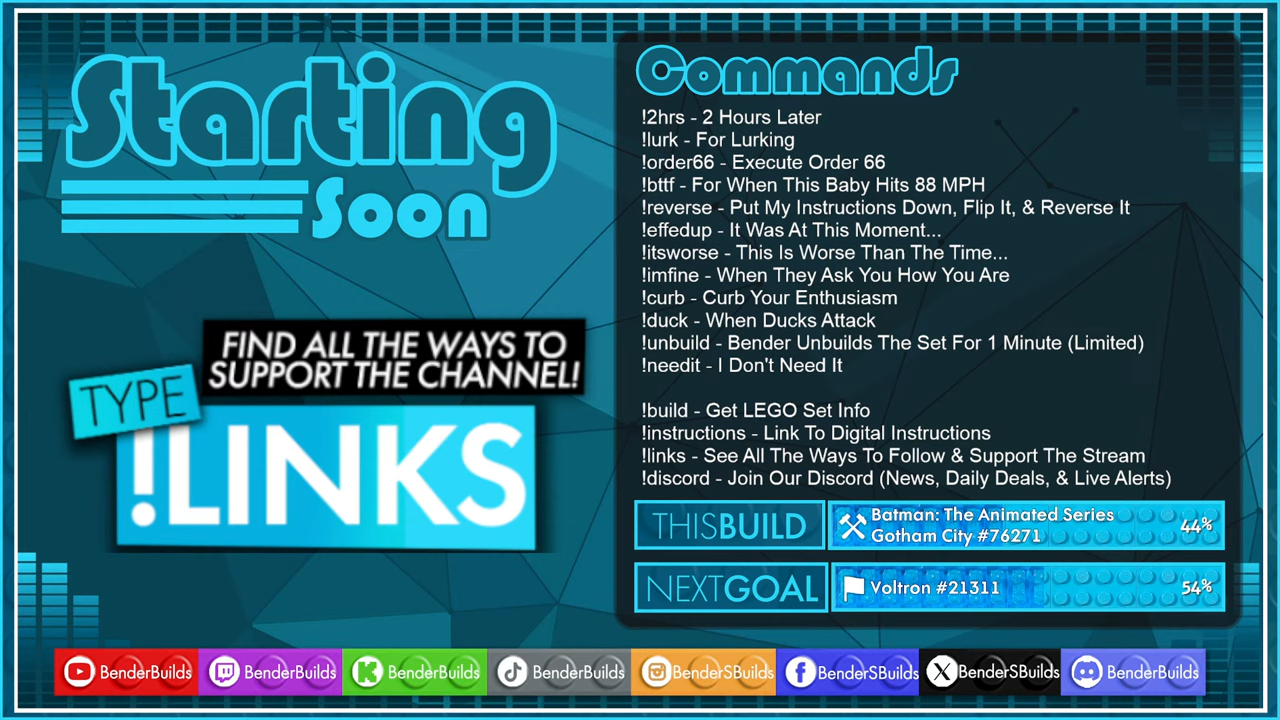 Starting
Soon
FIND ALL THE WAYS TO
SUPPORT THE CHANNEL!
TYPE
!LINKS
Commands
!2hrs - 2 Hours Later
!lurk - For Lurking
!order66 - Execute Order 66
!bttf - For When This Baby Hits 88 MPH
!reverse - Put My Instructions Down, Flip It, & Reverse It
!effedup - It Was At This Moment...
!itsworse - This Is Worse Than The Time...
!imfine - When They Ask You How You Are
!curb - Curb Your Enthusiasm
!duck - When Ducks Attack
!unbuild - Bender Unbuilds The Set For 1 Minute (Limited)
!needit - I Don't Need It
!build - Get LEGO Set Info
!instructions - Link To Digital Instructions
!links - See All The Ways To Follow & Support The Stream
!discord - Join Our Discord (News, Daily Deals, & Live Alerts)
THISBUILD
Batman: The Animated Series
Gotham City #76271
44%
NEXTGOAL
Voltron #21311
54%
BenderBuilds
BenderBuilds
BenderBuilds
BenderBuilds
BenderSBuilds
BenderSBuilds
BenderSBuilds
BenderBuilds